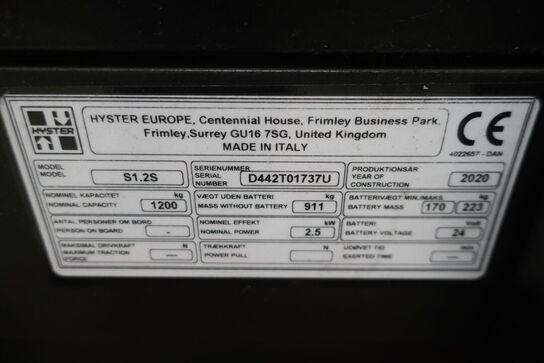 HYSTER
HYSTER EUROPE, Centennial House, Frimley Business Park,
Frimley,Surrey GU16 7SG, United Kingdom
MADE IN ITALY
CE
4022657 - DAN
MODEL
MODEL S1.2S
SERIENUMMER
SERIAL NUMBER D442T01737U
PRODUKTIONSAR
YEAR OF CONSTRUCTION 2020
NOMINEL KAPACITET kg
NOMINAL CAPACITY 1200
VÆGT UDEN BATTERI kg
MASS WITHOUT BATTERY 911
BATTERIVÆGT MIN./MAKS kg
BATTERY MASS 170 223
ANTAL PERSONER OM BORD
PERSON ON BOARD -
NOMINEL EFFEKT kW
NOMINAL POWER 2.5
BATTERI Volt
BATTERY VOLTAGE 24
MAKSIMAL DRIVKRAFT N
MAXIMUM TRACTION FORCE ---
TRÆKKRAFT N
POWER PULL ---
UDØVET TID min
EXERTED TIME ---